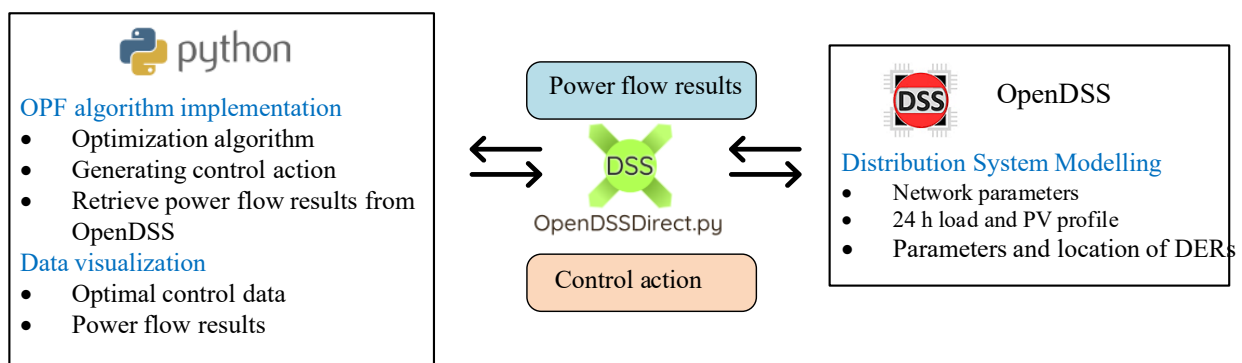 python
OPF algorithm implementation
• Optimization algorithm
• Generating control action
• Retrieve power flow results from
OpenDSS
Data visualization
• Optimal control data
• Power flow results
Power flow results
DSS
OpenDSSDirect.py
Control action
DSS
OpenDSS
Distribution System Modelling
• Network parameters
• 24 h load and PV profile
• Parameters and location of DERs